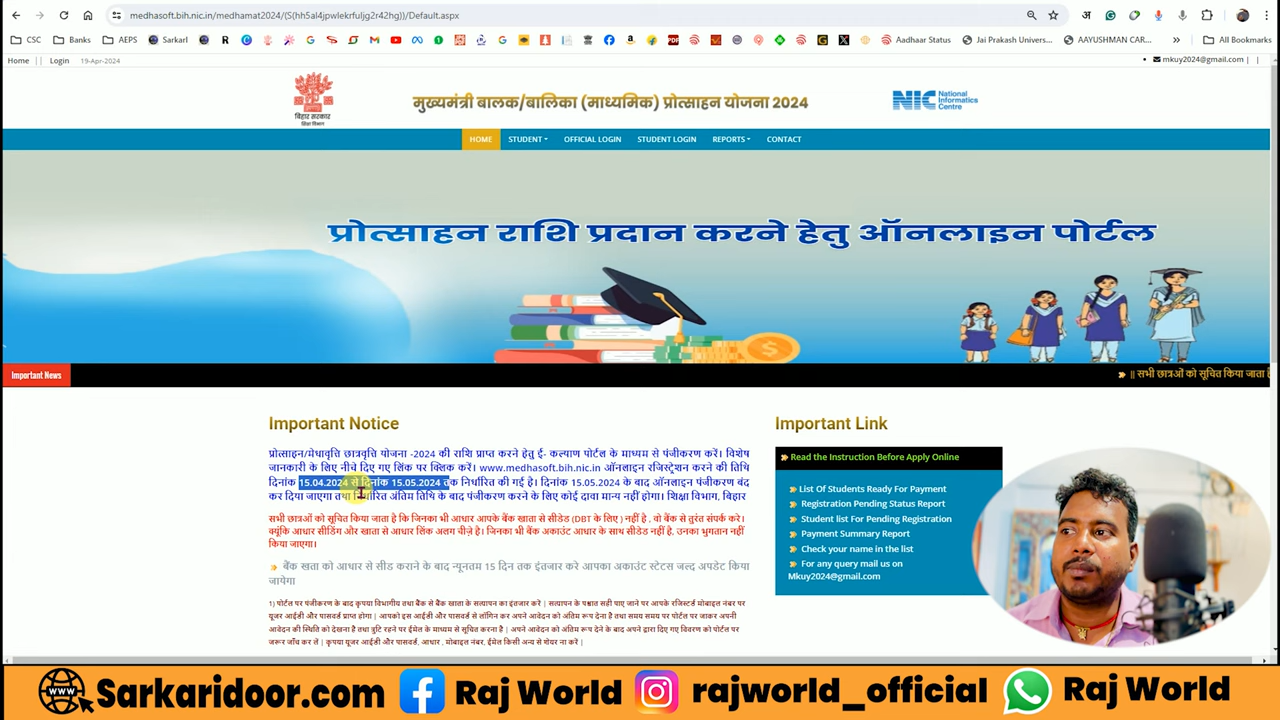 medhasoft.bih.nic.in/medhamat2024/(S(hh5al4jpwlekrfuljg2r42hg))/Default.aspx
CSC Banks AEPS Sarkarl Aadhaar Status Jai Prakash Univers... AAYUSHMAN CAR... » All Bookmarks
Home || Login 19-Apr-2024 mkuy2024@gmail.com | |
बिहार सरकार
शिक्षा विभाग
मुख्यमंत्री बालक/बालिका (माध्यमिक) प्रोत्साहन योजना 2024
NIC National Informatics Centre
HOME STUDENT OFFICIAL LOGIN STUDENT LOGIN REPORTS CONTACT
प्रोत्साहन राशि प्रदान करने हेतु ऑनलाइन पोर्टल
Important News
|| सभी छात्रओं को सूचित किया जाता है
Important Notice
प्रोत्साहन/मेधावृत्ति छात्रवृत्ति योजना -2024 की राशि प्राप्त करने हेतु ई- कल्याण पोर्टल के माध्यम से पंजीकरण करें। विशेष
जानकारी के लिए नीचे दिए गए लिंक पर क्लिक करें। www.medhasoft.bih.nic.in ऑनलाइन रजिस्ट्रेशन करने की तिथि
दिनांक 15.04.2024 से दिनांक 15.05.2024 तक निर्धारित की गई है। दिनांक 15.05.2024 के बाद ऑनलाइन पंजीकरण बंद
कर दिया जाएगा तथा निर्धारित अंतिम तिथि के बाद पंजीकरण करने के लिए कोई दावा मान्य नहीं होगा। शिक्षा विभाग, बिहार
सभी छात्रओं को सूचित किया जाता है कि जिनका भी आधार आपके बैंक खाता से सीडेड (DBT के लिए ) नहीं है , वो बैंक से तुरंत संपर्क करे।
क्यूंकि आधार सीडिंग और खाता से आधार लिंक अलग चीज़े है। जिनका भी बैंक अकाउंट आधार के साथ सीडेड नहीं है, उनका भुगतान नहीं
किया जाएगा।
बैंक खता को आधार से सीड कराने के बाद न्यूनतम 15 दिन तक इंतजार करे आपका अकाउंट स्टेटस जल्द अपडेट किया
जायेगा
1) पोर्टल पर पंजीकरण के बाद कृपया विभागीय तथा बैंक से बैंक खाता के सत्यापन का इंतजार करें | सत्यापन के पश्चात सही पाए जाने पर आपके रजिस्टर्ड मोबाइल नंबर पर
यूजर आईडी और पासवर्ड प्राप्त होगा | आपको इस आईडी और पासवर्ड से लॉगिन कर अपने आवेदन को अंतिम रूप देना है तथा समय समय पर पोर्टल पर जाकर अपनी
आवेदन की स्थिति को देखना है तथा त्रुटि रहने पर ईमेल के माध्यम से सूचित करना है | अपने आवेदन को अंतिम रूप देने के बाद अपने द्वारा दिए गए विवरण को पोर्टल पर
जरूर जाँच कर लें | कृपया यूजर आईडी और पासवर्ड, आधार , मोबाइल नंबर, ईमेल किसी अन्य से शेयर ना करें |
Important Link
Read the Instruction Before Apply Online
List Of Students Ready For Payment
Registration Pending Status Report
Student list For Pending Registration
Payment Summary Report
Check your name in the list
For any query mail us on
Mkuy2024@gmail.com
WWW Sarkaridoor.com Raj World rajworld_official Raj World